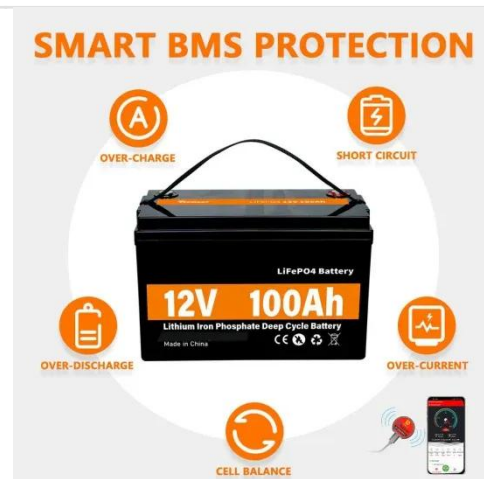 SMART BMS PROTECTION
OVER-CHARGE
SHORT CIRCUIT
LiFePO4 Battery
12V 100Ah
Lithium Iron Phosphate Deep Cycle Battery
Made in China
CE
OVER-DISCHARGE
OVER-CURRENT
CELL BALANCE